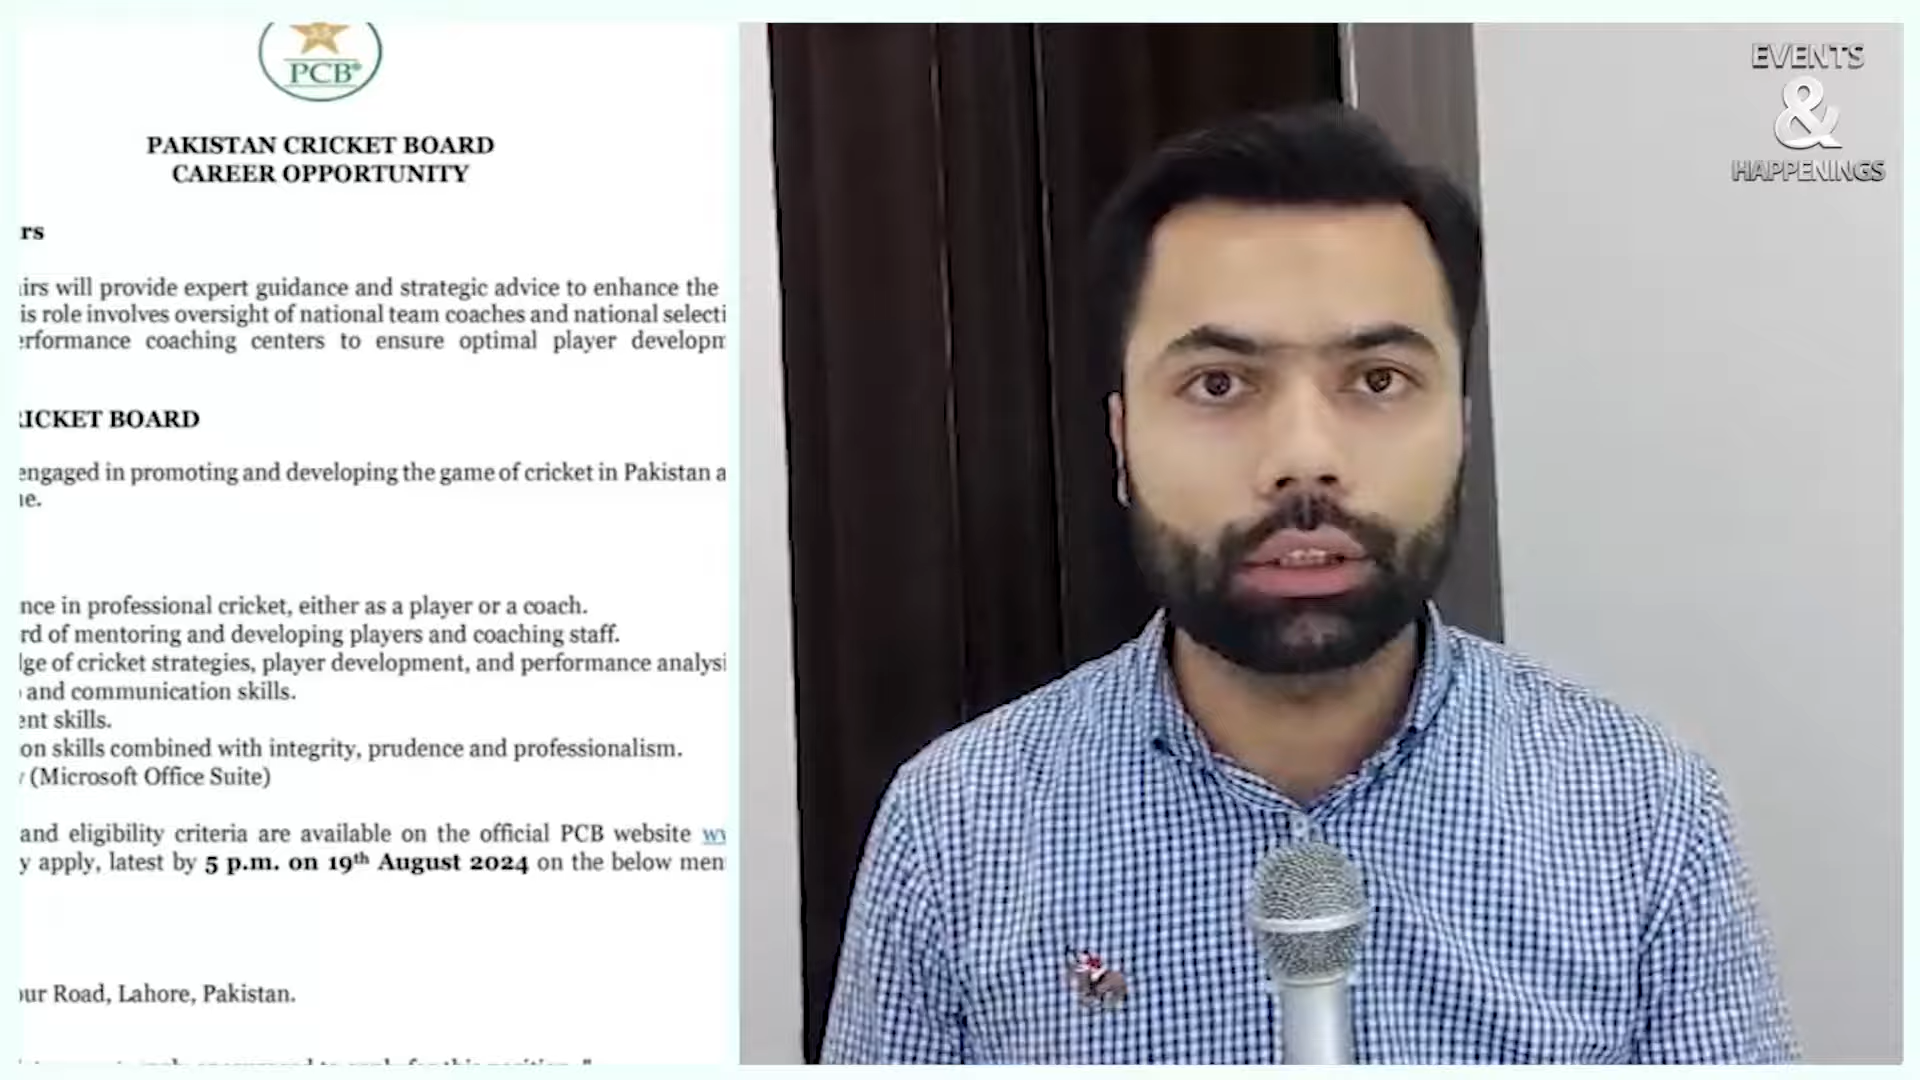 PCB
PAKISTAN CRICKET BOARD
CAREER OPPORTUNITY
rs
irs will provide expert guidance and strategic advice to enhance the
is role involves oversight of national team coaches and national selecti
erformance coaching centers to ensure optimal player developm
ICKET BOARD
engaged in promoting and developing the game of cricket in Pakistan a
e.
nce in professional cricket, either as a player or a coach.
rd of mentoring and developing players and coaching staff.
ge of cricket strategies, player development, and performance analysi
and communication skills.
ent skills.
on skills combined with integrity, prudence and professionalism.
(Microsoft Office Suite)
and eligibility criteria are available on the official PCB website
y apply, latest by 5 p.m. on 19th August 2024 on the below men
ur Road, Lahore, Pakistan.
EVENTS
&
HAPPENINGS